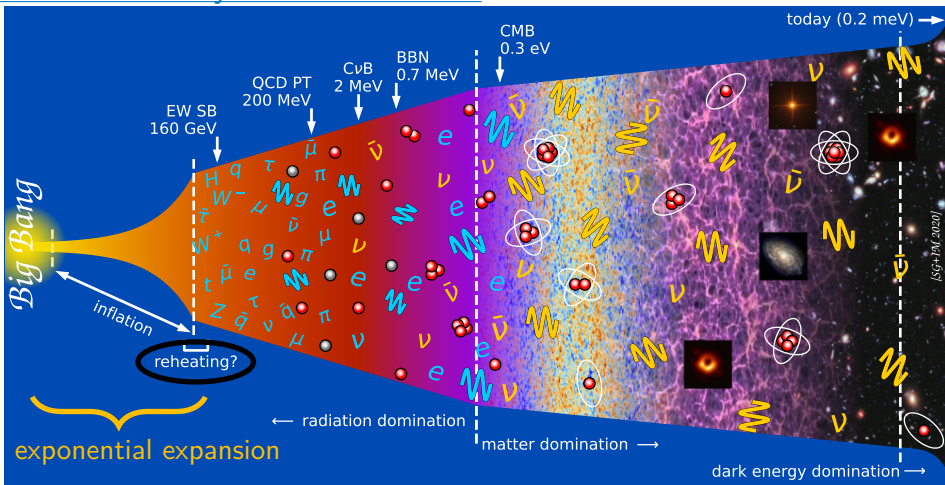 today (0.2 meV)
CMB
0.3 eV
BBN
0.7 MeV
CνB
2 MeV
QCD PT
200 MeV
EW SB
160 GeV
Big Bang
inflation
reheating?
exponential expansion
← radiation domination
matter domination →
dark energy domination →
[SG+PM 2020]
H q τ μ̄
W⁻ μ g π
τ̄ ν̄ e
W⁺ q g π μ
t μ̄ e e
Z τ q̄ π
q̄ ν μ
ν̄ e
ν e
ν e
ν̄
ν ν
e e
ν̄ ν̄ ν
ν ν̄ ν̄
ν e ν
ν̄ ν̄
ν ν